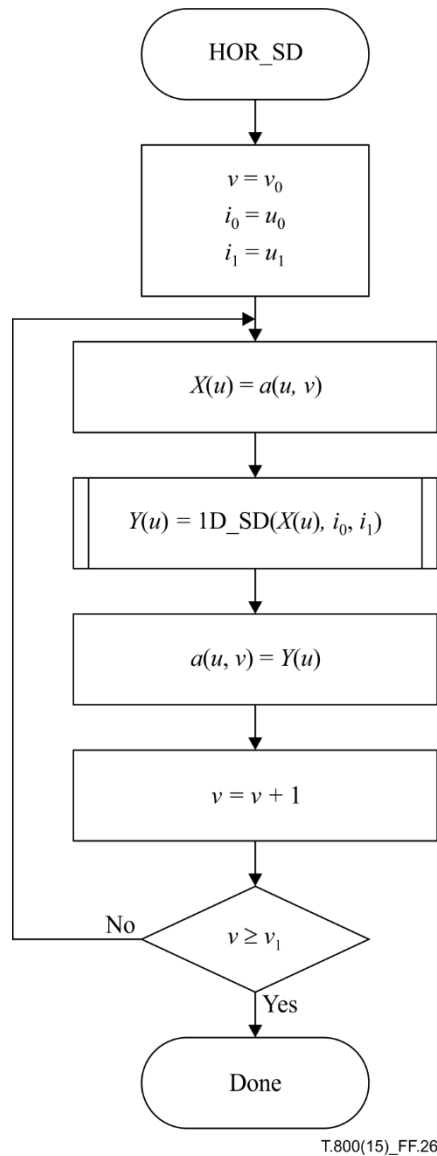 HOR_SD
v = v₀
i₀ = u₀
i₁ = u₁
X(u) = a(u, v)
Y(u) = 1D_SD(X(u), i₀, i₁)
a(u, v) = Y(u)
v = v + 1
No
v ≥ v₁
Yes
Done
T.800(15)_FF.26